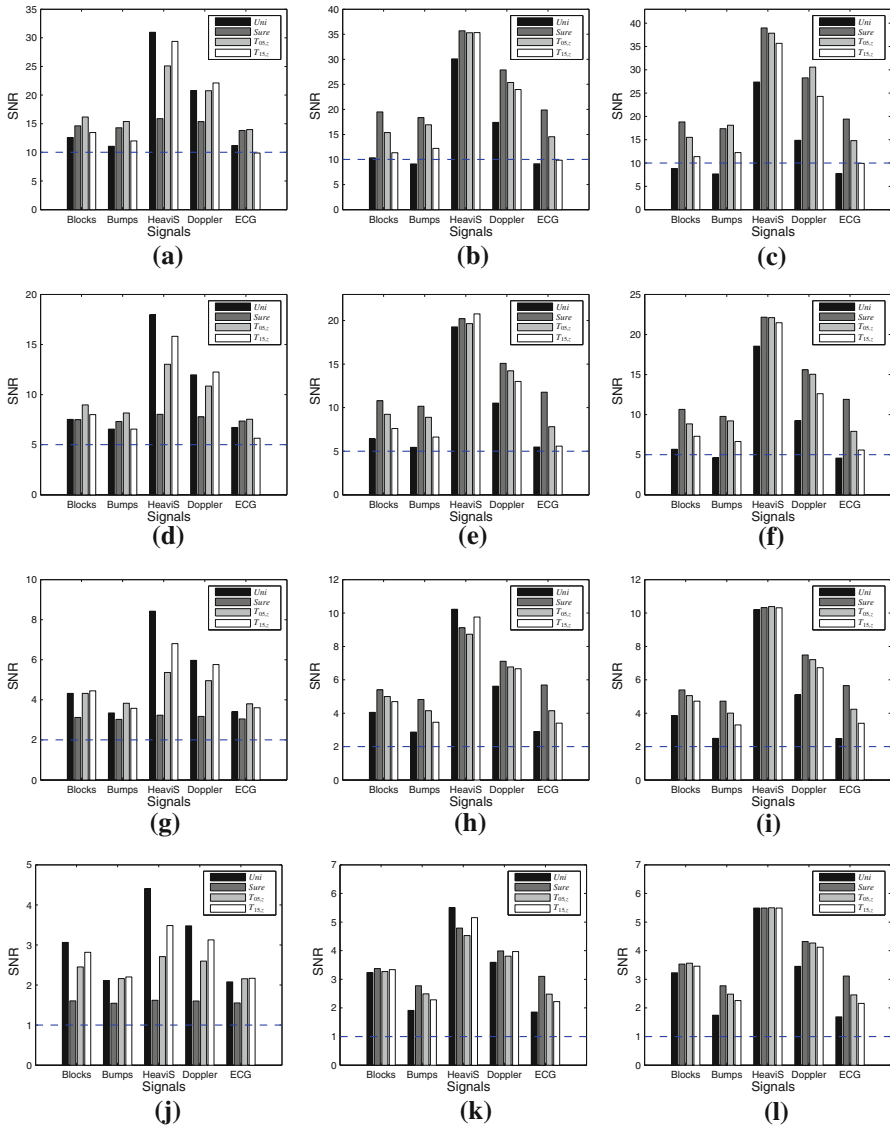 35
30
25
20
15
10
5
0
SNR
Uni
Sure
T05,z
T15,z
Blocks Bumps HeaviS Doppler ECG
Signals
(a)
40
35
30
25
20
15
10
5
0
SNR
Uni
Sure
T05,z
T15,z
Blocks Bumps HeaviS Doppler ECG
Signals
(b)
40
35
30
25
20
15
10
5
0
SNR
Uni
Sure
T05,z
T15,z
Blocks Bumps HeaviS Doppler ECG
Signals
(c)
20
15
10
5
0
SNR
Uni
Sure
T05,z
T15,z
Blocks Bumps HeaviS Doppler ECG
Signals
(d)
20
15
10
5
0
SNR
Uni
Sure
T05,z
T15,z
Blocks Bumps HeaviS Doppler ECG
Signals
(e)
25
20
15
10
5
0
SNR
Uni
Sure
T05,z
T15,z
Blocks Bumps HeaviS Doppler ECG
Signals
(f)
10
8
6
4
2
0
SNR
Uni
Sure
T05,z
T15,z
Blocks Bumps HeaviS Doppler ECG
Signals
(g)
12
10
8
6
4
2
0
SNR
Uni
Sure
T05,z
T15,z
Blocks Bumps HeaviS Doppler ECG
Signals
(h)
12
10
8
6
4
2
0
SNR
Uni
Sure
T05,z
T15,z
Blocks Bumps HeaviS Doppler ECG
Signals
(i)
5
4
3
2
1
0
SNR
Uni
Sure
T05,z
T15,z
Blocks Bumps HeaviS Doppler ECG
Signals
(j)
7
6
5
4
3
2
1
0
SNR
Uni
Sure
T05,z
T15,z
Blocks Bumps HeaviS Doppler ECG
Signals
(k)
7
6
5
4
3
2
1
0
SNR
Uni
Sure
T05,z
T15,z
Blocks Bumps HeaviS Doppler ECG
Signals
(l)